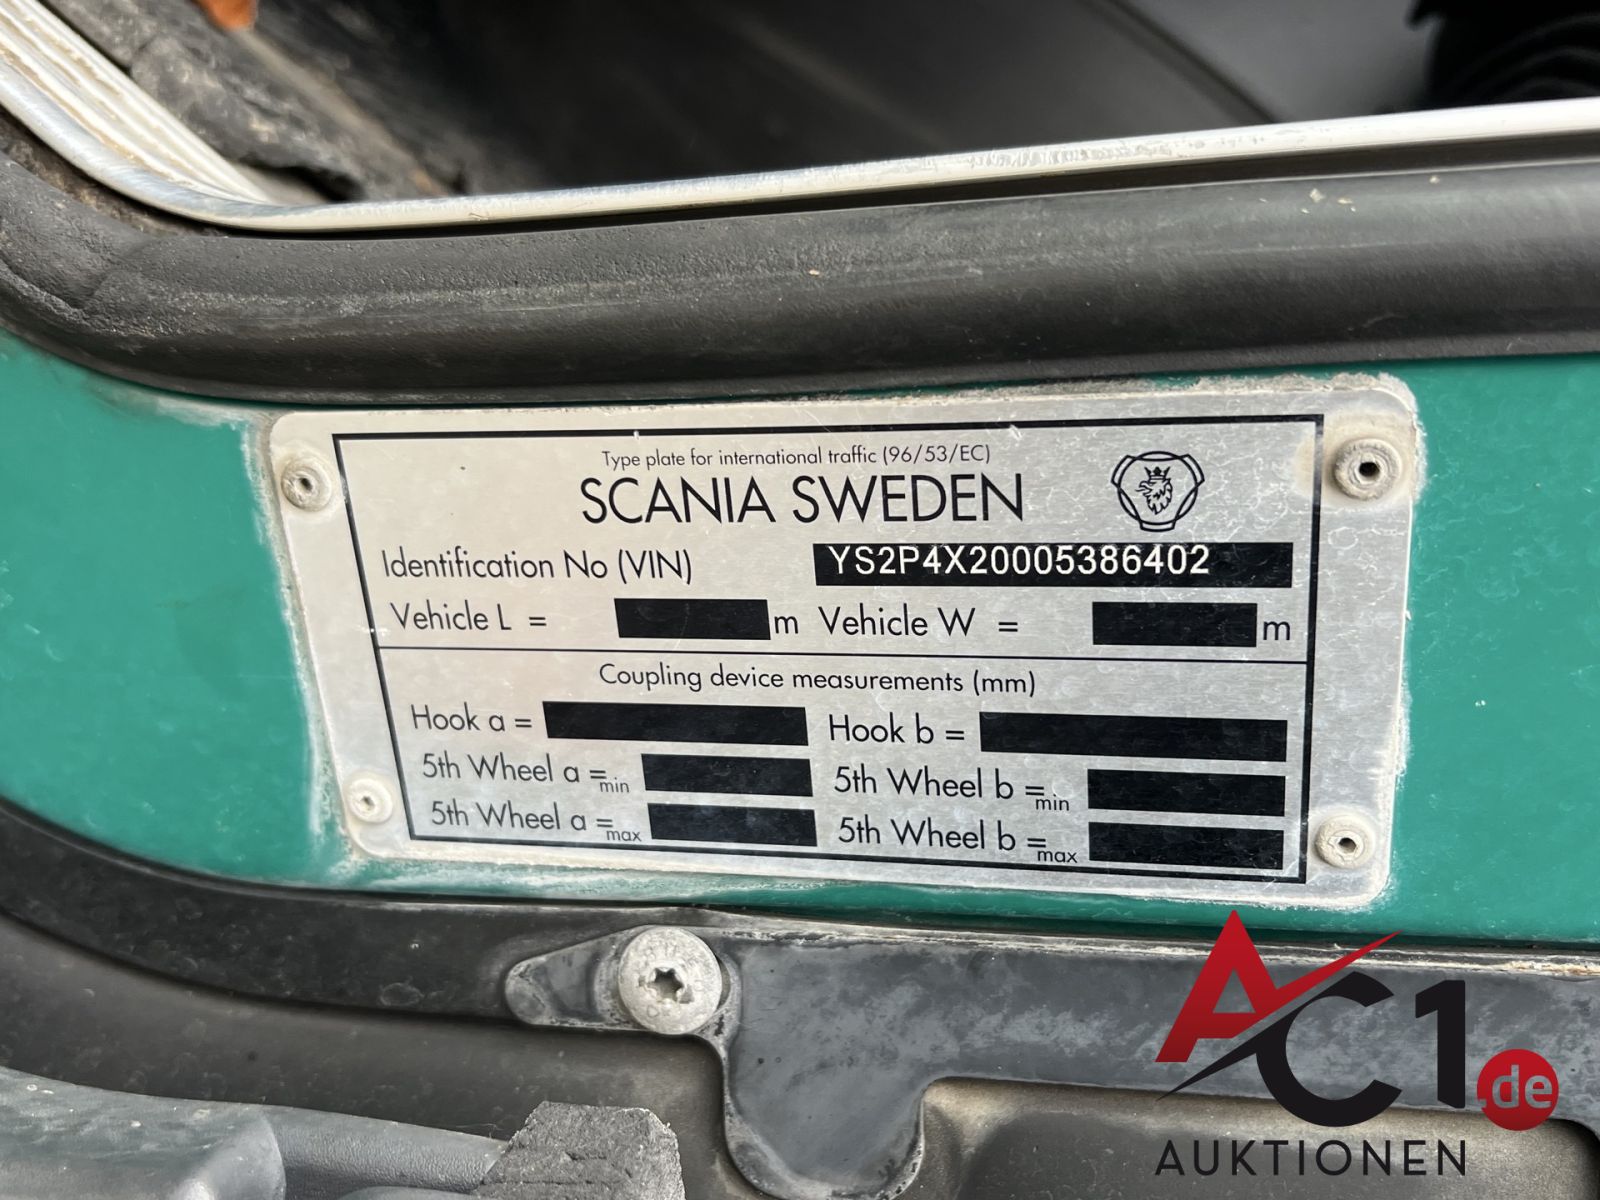 Type plate for international traffic (96/53/EC)
SCANIA SWEDEN
Identification No (VIN) YS2P4X20005386402
Vehicle L = m Vehicle W = m
Coupling device measurements (mm)
Hook a = Hook b =
5th Wheel a = min 5th Wheel b = min
5th Wheel a = max 5th Wheel b = max
AC1.de
AUKTIONEN